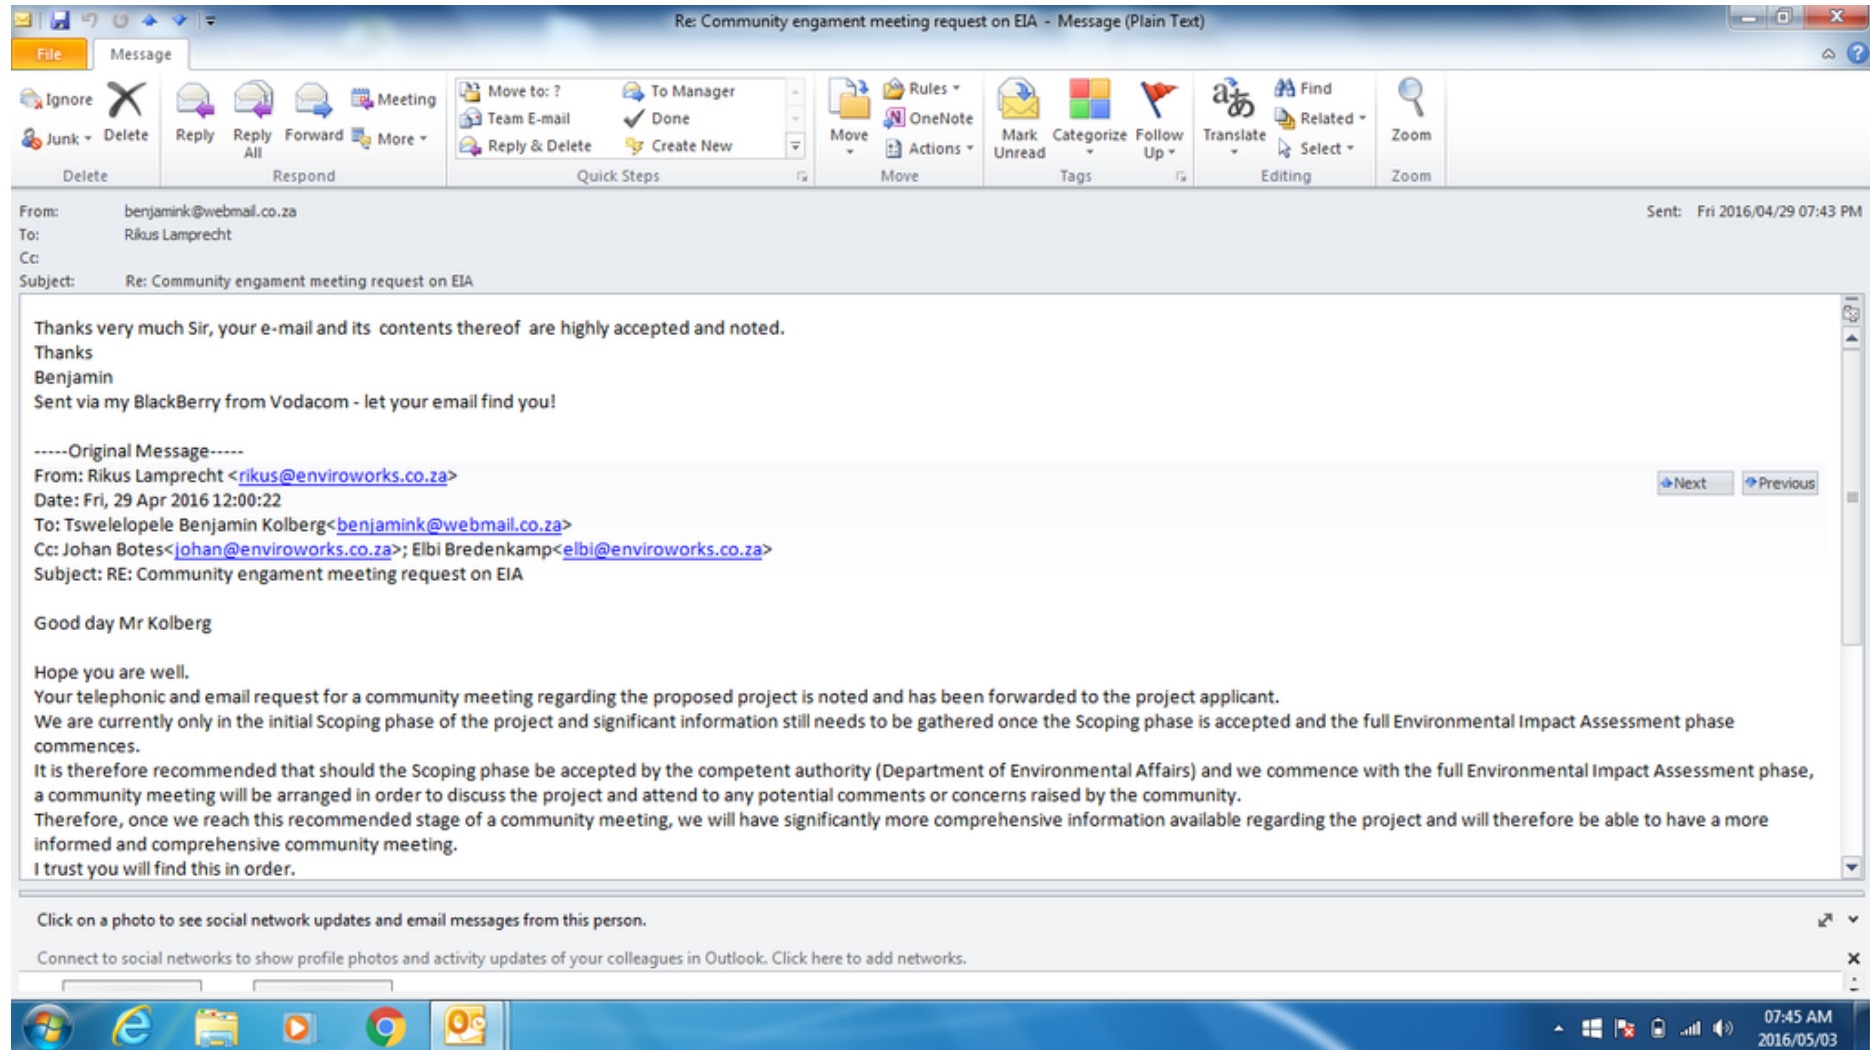 Re: Community engament meeting request on EIA - Message (Plain Text)
File
Message
Ignore
Junk
Delete
Delete
Reply
Reply All
Forward
Meeting
More
Respond
Move to: ?
To Manager
Team E-mail
Done
Reply & Delete
Create New
Quick Steps
Move
Rules
OneNote
Actions
Move
Mark Unread
Categorize
Follow Up
Tags
Translate
Find
Related
Select
Editing
Zoom
Zoom
From: benjamink@webmail.co.za
Sent: Fri 2016/04/29 07:43 PM
To: Rikus Lamprecht
Cc:
Subject: Re: Community engament meeting request on EIA
Thanks very much Sir, your e-mail and its contents thereof are highly accepted and noted.
Thanks
Benjamin
Sent via my BlackBerry from Vodacom - let your email find you!
-----Original Message-----
From: Rikus Lamprecht <rikus@enviroworks.co.za>
Next
Previous
Date: Fri, 29 Apr 2016 12:00:22
To: Tswelelopele Benjamin Kolberg<benjamink@webmail.co.za>
Cc: Johan Botes<johan@enviroworks.co.za>; Elbi Bredenkamp<elbi@enviroworks.co.za>
Subject: RE: Community engament meeting request on EIA
Good day Mr Kolberg
Hope you are well.
Your telephonic and email request for a community meeting regarding the proposed project is noted and has been forwarded to the project applicant.
We are currently only in the initial Scoping phase of the project and significant information still needs to be gathered once the Scoping phase is accepted and the full Environmental Impact Assessment phase
commences.
It is therefore recommended that should the Scoping phase be accepted by the competent authority (Department of Environmental Affairs) and we commence with the full Environmental Impact Assessment phase,
a community meeting will be arranged in order to discuss the project and attend to any potential comments or concerns raised by the community.
Therefore, once we reach this recommended stage of a community meeting, we will have significantly more comprehensive information available regarding the project and will therefore be able to have a more
informed and comprehensive community meeting.
I trust you will find this in order.
Click on a photo to see social network updates and email messages from this person.
Connect to social networks to show profile photos and activity updates of your colleagues in Outlook. Click here to add networks.
07:45 AM
2016/05/03